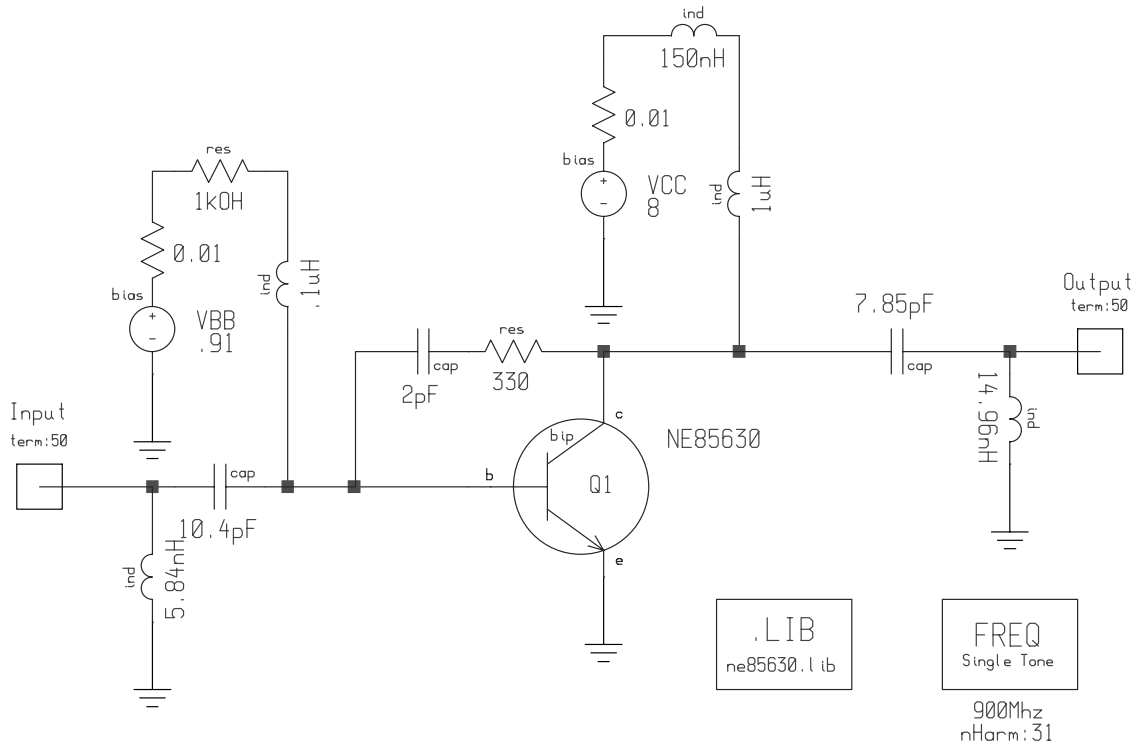 ind
150nH
0.01
bias
VCC
8
ind
1uH
res
1kOH
0.01
bias
VBB
.91
ind
.1uH
Output
term:50
7.85pF
cap
res
cap
2pF
330
14.96nH
ind
Input
term:50
c
bip
NE85630
cap
b
Q1
10.4pF
e
ind
5.84nH
.LIB
ne85630.lib
FREQ
Single Tone
900Mhz
nHarm:31